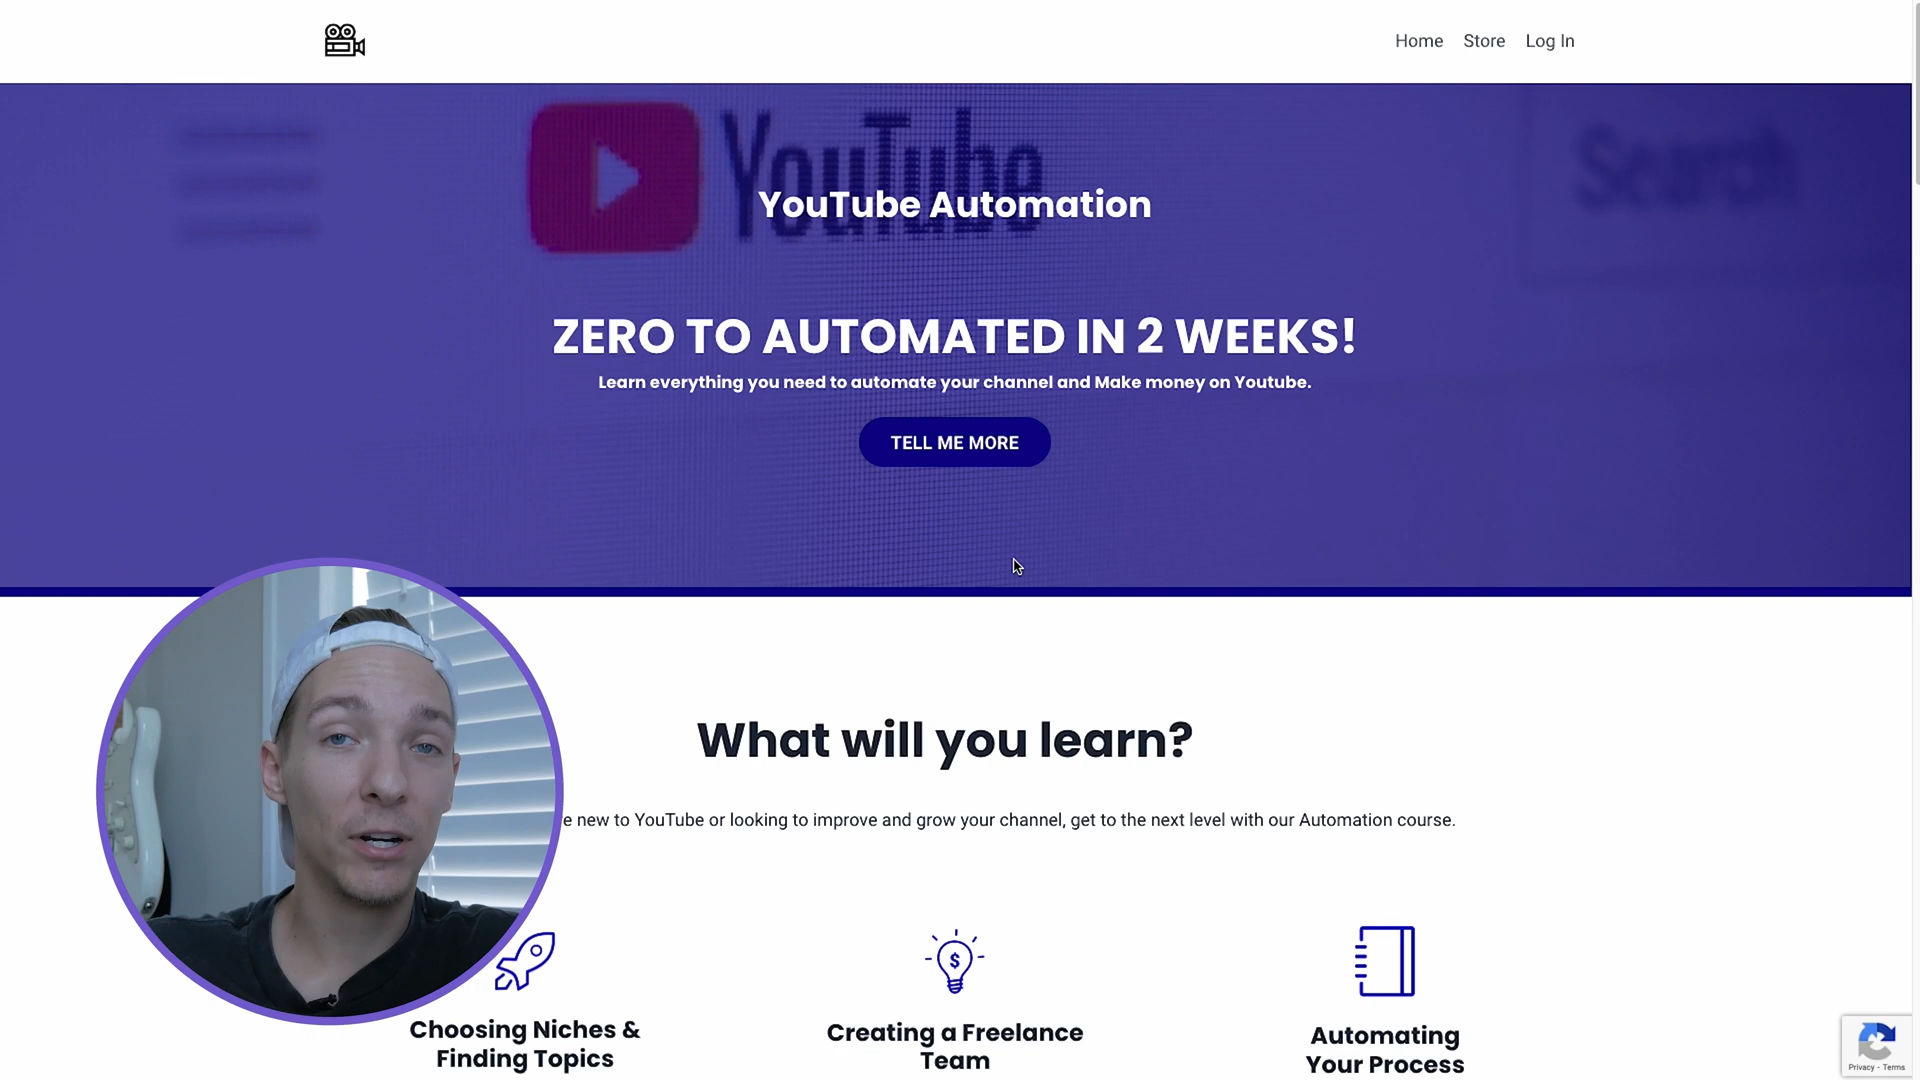 Home Store Log In
YouTube
Search
YouTube Automation
ZERO TO AUTOMATED IN 2 WEEKS!
Learn everything you need to automate your channel and Make money on Youtube.
TELL ME MORE
What will you learn?
e new to YouTube or looking to improve and grow your channel, get to the next level with our Automation course.
$
Choosing Niches &
Finding Topics
Creating a Freelance
Team
Automating
Your Process
Privacy - Terms